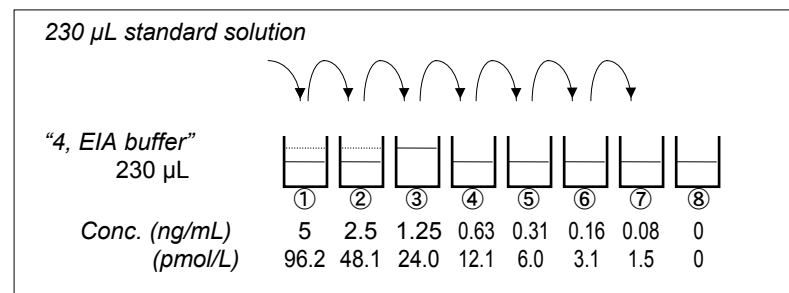 230 µL standard solution
“4, EIA buffer”
230 µL
① ② ③ ④ ⑤ ⑥ ⑦ ⑧
Conc. (ng/mL) 5 2.5 1.25 0.63 0.31 0.16 0.08 0
(pmol/L) 96.2 48.1 24.0 12.1 6.0 3.1 1.5 0